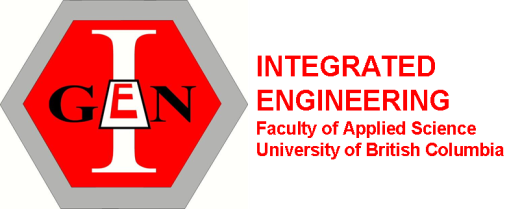 I
GEN
INTEGRATED
ENGINEERING
Faculty of Applied Science
University of British Columbia